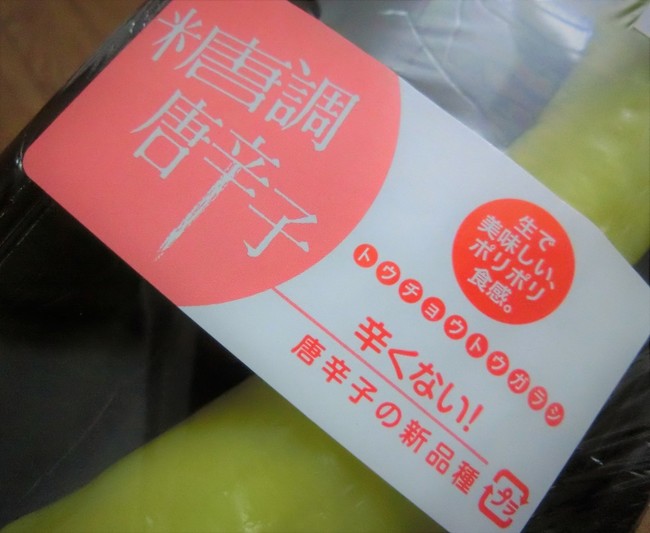 糖調
唐辛子
生で
美味しい、
ポリポリ
食感。
トウチョウトウガラシ
辛くない!
唐辛子の新品種
プラ